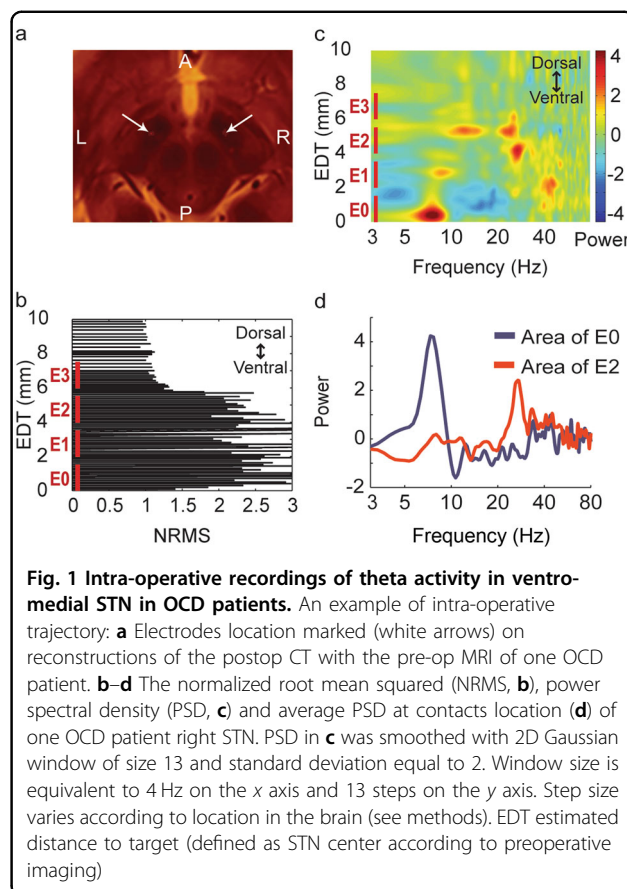 a
A
L
R
P
c
10
8
6
4
2
0
EDT (mm)
E3
E2
E1
E0
Dorsal
Ventral
3
10
20
40
Frequency (Hz)
4
2
0
-2
-4
Power
b
10
8
6
4
2
0
EDT (mm)
E3
E2
E1
E0
Dorsal
Ventral
0
0.5
1
1.5
2
2.5
3
NRMS
d
Area of E0
Area of E2
4
2
0
-2
Power
3
10
20
40
80
Frequency (Hz)
Fig. 1 Intra-operative recordings of theta activity in ventro-
medial STN in OCD patients. An example of intra-operative
trajectory: a Electrodes location marked (white arrows) on
reconstructions of the postop CT with the pre-op MRI of one OCD
patient. b–d The normalized root mean squared (NRMS, b), power
spectral density (PSD, c) and average PSD at contacts location (d) of
one OCD patient right STN. PSD in c was smoothed with 2D Gaussian
window of size 13 and standard deviation equal to 2. Window size is
equivalent to 4 Hz on the x axis and 13 steps on the y axis. Step size
varies according to location in the brain (see methods). EDT estimated
distance to target (defined as STN center according to preoperative
imaging)